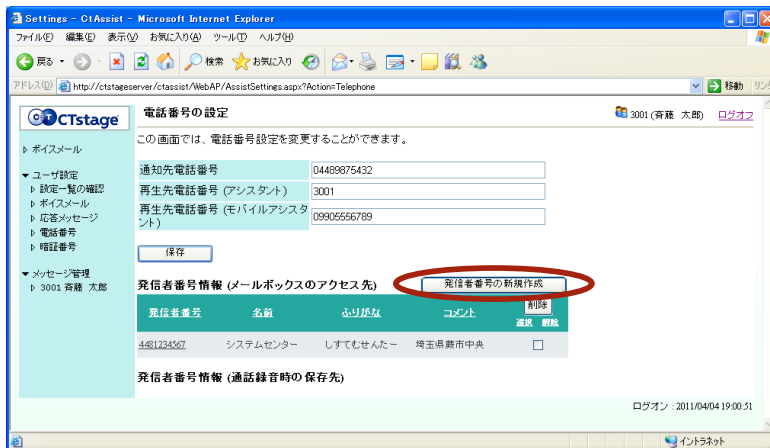 Settings - CtAssist - Microsoft Internet Explorer
ファイル(F) 編集(E) 表示(V) お気に入り(A) ツール(T) ヘルプ(H)
戻る 検索 お気に入り
アドレス(D) http://ctstageserver/ctassist/WebAP/AssistSettings.aspx?Action=Telephone 移動 リンク
CTstage
電話番号の設定
3001 (斉藤 太郎) ログオフ
この画面では、電話番号設定を変更することができます。
ボイスメール
ユーザ設定
設定一覧の確認
ボイスメール
応答メッセージ
電話番号
暗証番号
メッセージ管理
3001 斉藤 太郎
通知先電話番号 04489875432
再生先電話番号 (アシスタント) 3001
再生先電話番号 (モバイルアシスタ
ント) 09905556789
保存
発信者番号情報 (メールボックスのアクセス先) 発信者番号の新規作成
発信者番号 名前 ふりがな コメント 削除
選択 解除
4481234567 システムセンター しすてむせんたー 埼玉県蕨市中央
発信者番号情報 (通話録音時の保存先)
ログオン : 2011/04/04 19:00:51
イントラネット